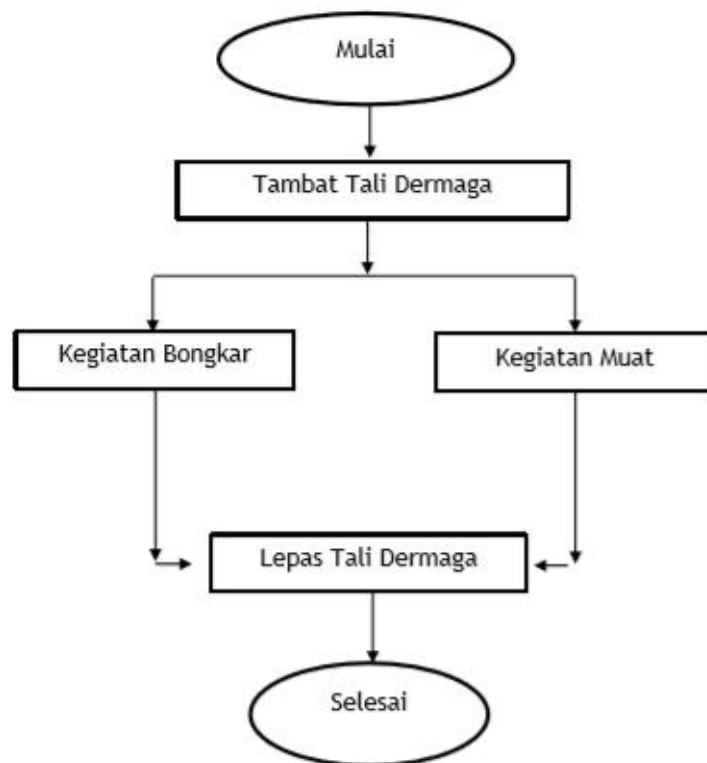 Mulai
Tambat Tali Dermaga
Kegiatan Bongkar
Kegiatan Muat
Lepas Tali Dermaga
Selesai